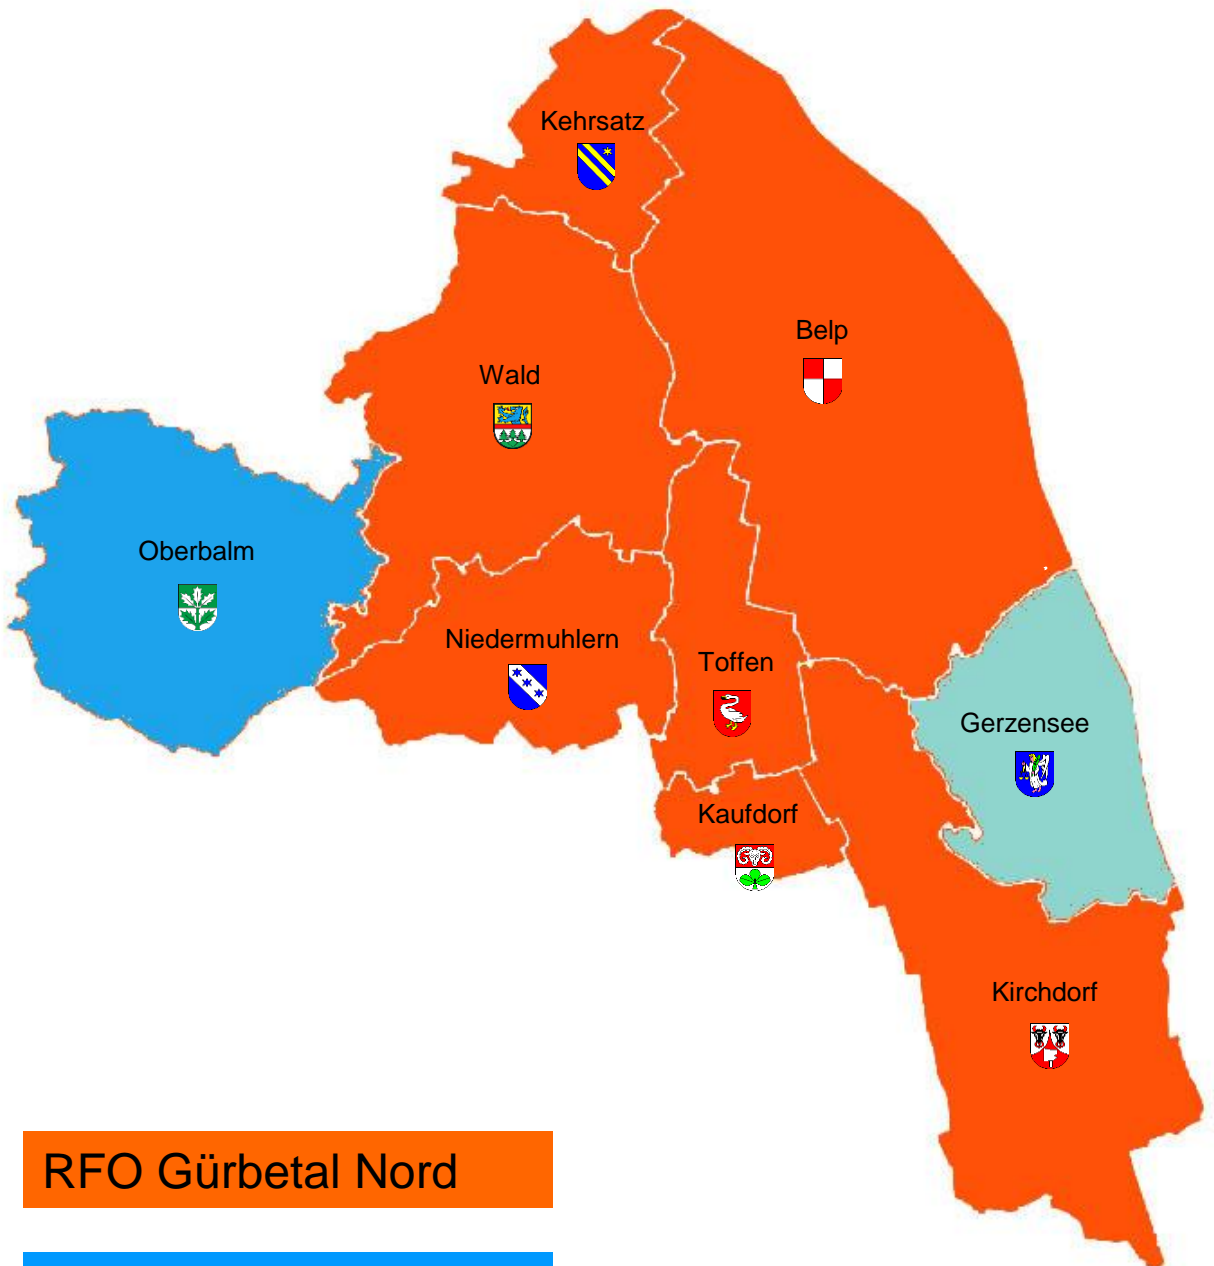 Kehrsatz
Belp
Wald
Oberbalm
Niedermuhlern
Toffen
Gerzensee
Kaufdorf
Kirchdorf
RFO Gürbetal Nord